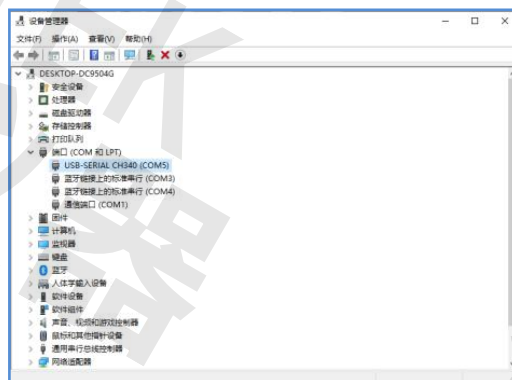 设备管理器
文件(F) 操作(A) 查看(V) 帮助(H)
DESKTOP-DC9504G
安全设备
处理器
磁盘驱动器
存储控制器
打印队列
端口 (COM 和 LPT)
USB-SERIAL CH340 (COM5)
蓝牙链接上的标准串行 (COM3)
蓝牙链接上的标准串行 (COM4)
通信端口 (COM1)
固件
计算机
监视器
键盘
蓝牙
人体学输入设备
软件设备
软件组件
声音、视频和游戏控制器
鼠标和其他指针设备
通用串行总线控制器
网络适配器